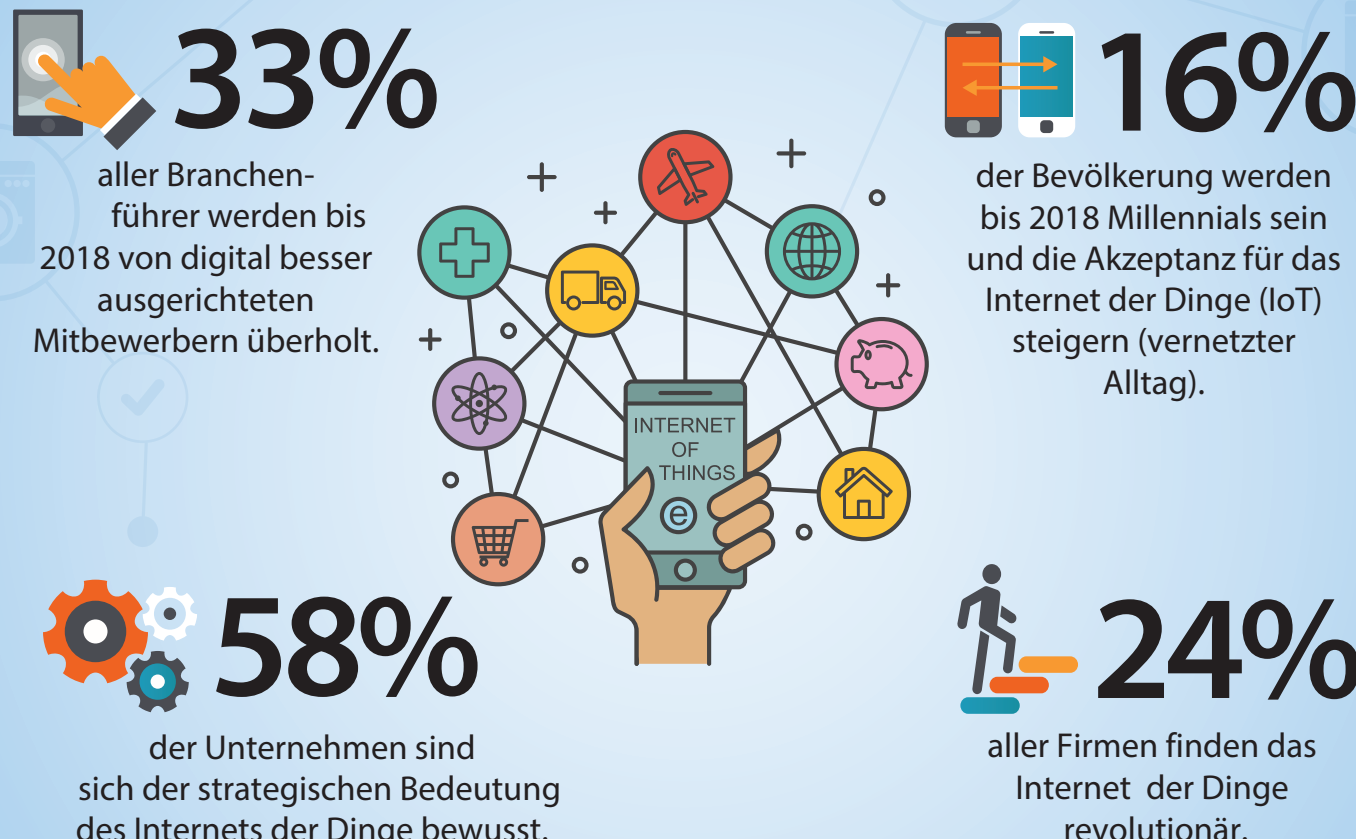 33%
aller Branchen-
führer werden bis
2018 von digital besser
ausgerichteten
Mitbewerbern überholt.
16%
der Bevölkerung werden
bis 2018 Millennials sein
und die Akzeptanz für das
Internet der Dinge (IoT)
steigern (vernetzter
Alltag).
INTERNET
OF
THINGS
e
58%
der Unternehmen sind
sich der strategischen Bedeutung
des Internets der Dinge bewusst.
24%
aller Firmen finden das
Internet der Dinge
revolutionär.